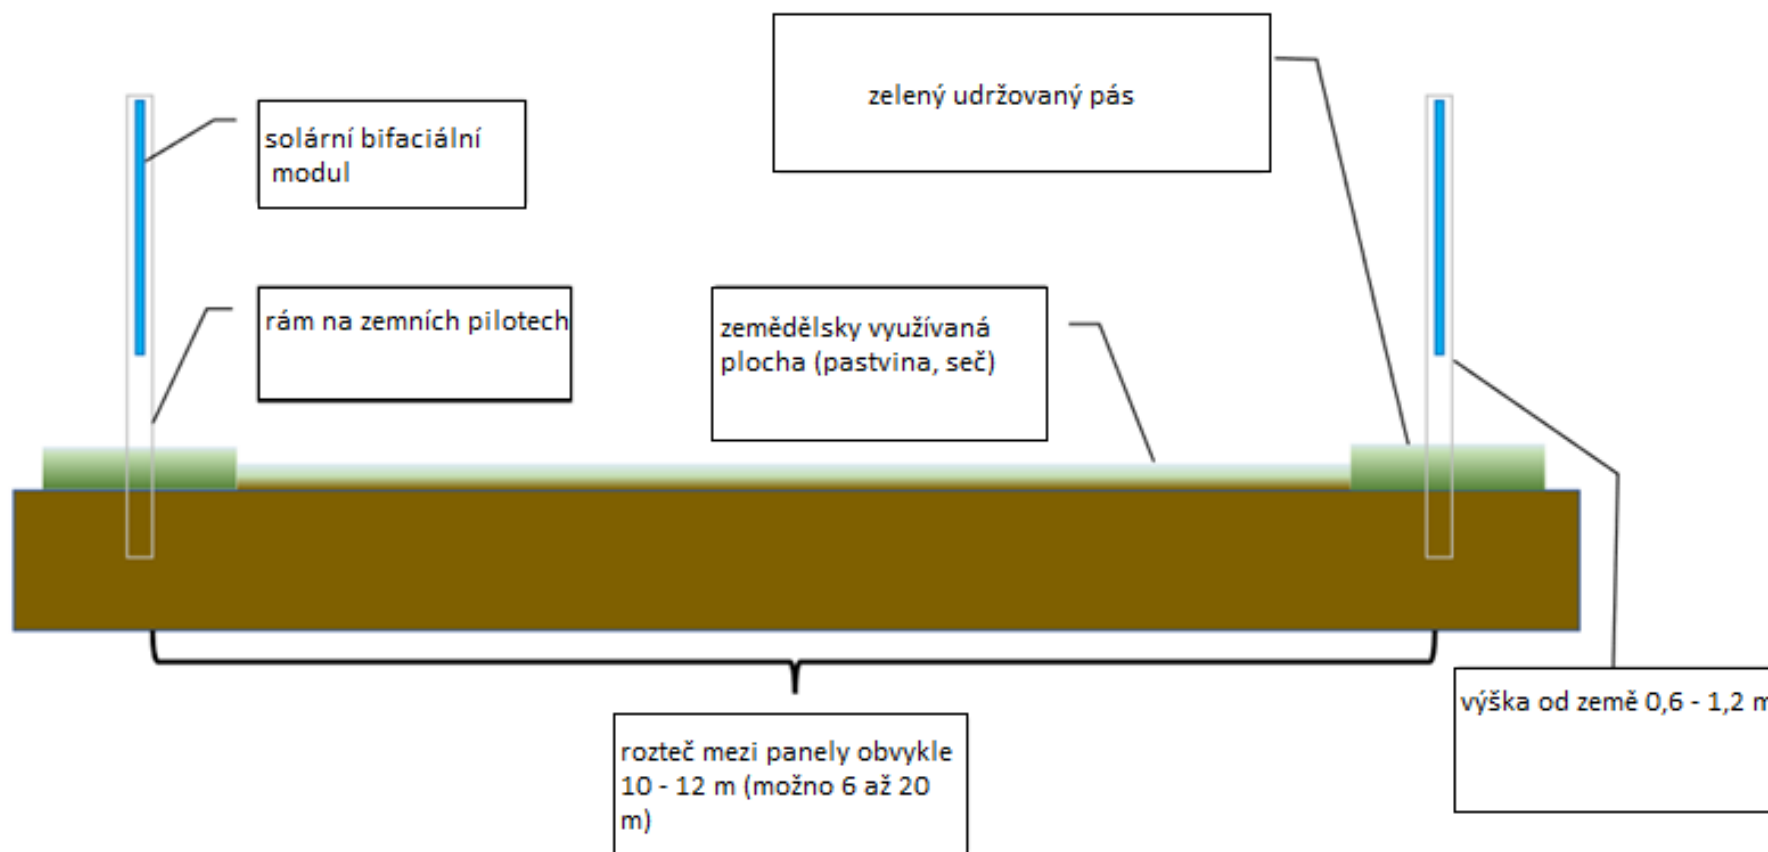 zelený udržovaný pás
solární bifaciální
modul
rám na zemních pilotech
zemědělsky využívaná
plocha (pastvina, seč)
výška od země 0,6 - 1,2 m
rozteč mezi panely obvykle
10 - 12 m (možno 6 až 20
m)